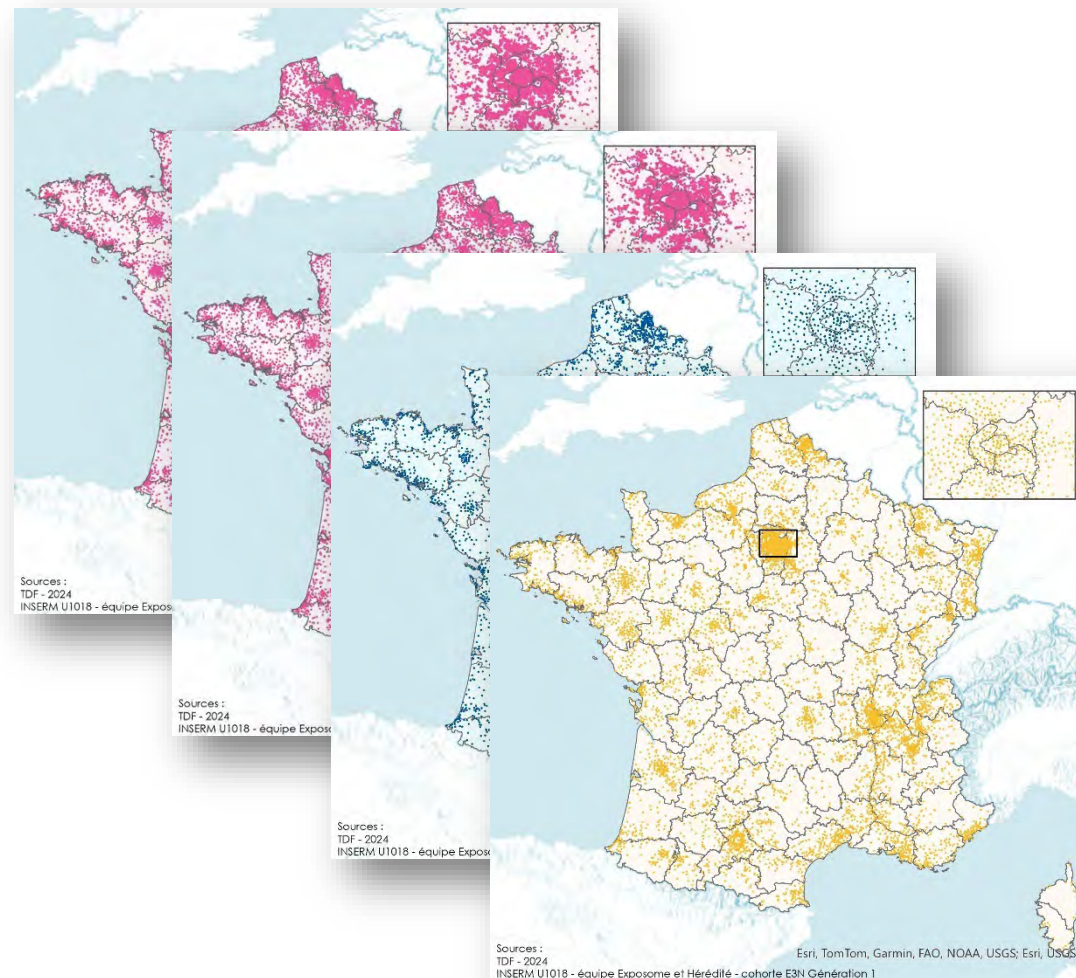 Sources :
TDF - 2024
INSERM U1018 - équipe Expos
Sources :
TDF - 2024
INSERM U1018 - équipe Expos
Sources :
TDF - 2024
INSERM U1018 - équipe Expos
Esri, TomTom, Garmin, FAO, NOAA, USGS; Esri, USGS
Sources :
TDF - 2024
INSERM U1018 - équipe Exposome et Hérédité - cohorte E3N Génération 1